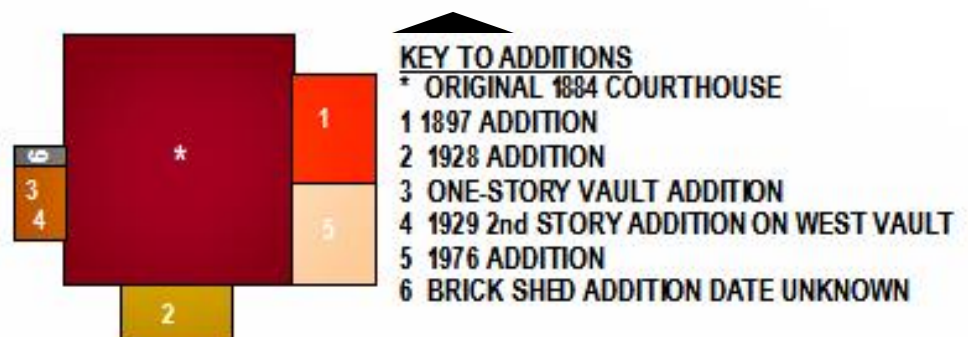 KEY TO ADDITIONS
* ORIGINAL 1884 COURTHOUSE
1 1897 ADDITION
2 1928 ADDITION
3 ONE-STORY VAULT ADDITION
4 1929 2nd STORY ADDITION ON WEST VAULT
5 1976 ADDITION
6 BRICK SHED ADDITION DATE UNKNOWN
1
*
6
3
4
5
2